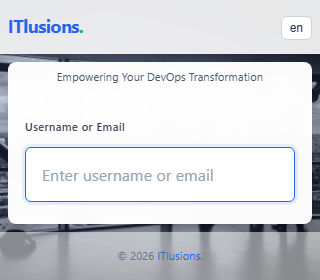 ITlusions.
en
Empowering Your DevOps Transformation
Username or Email
Enter username or email
© 2026 ITlusions.